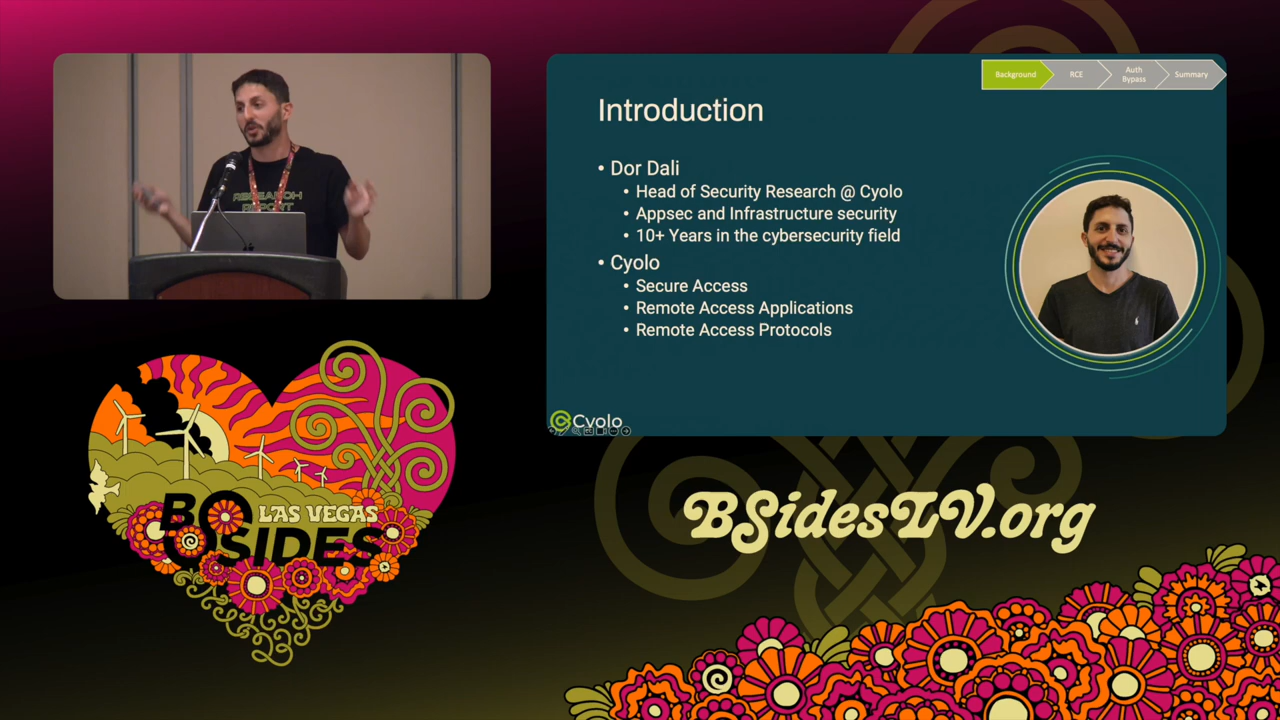 RESEARCH
Background
RCE
Auth
Bypass
Summary
Introduction
• Dor Dali
• Head of Security Research @ Cyolo
• Appsec and Infrastructure security
• 10+ Years in the cybersecurity field
• Cyolo
• Secure Access
• Remote Access Applications
• Remote Access Protocols
Cyolo
LAS VEGAS
BSIDES
23
BSidesLV.org